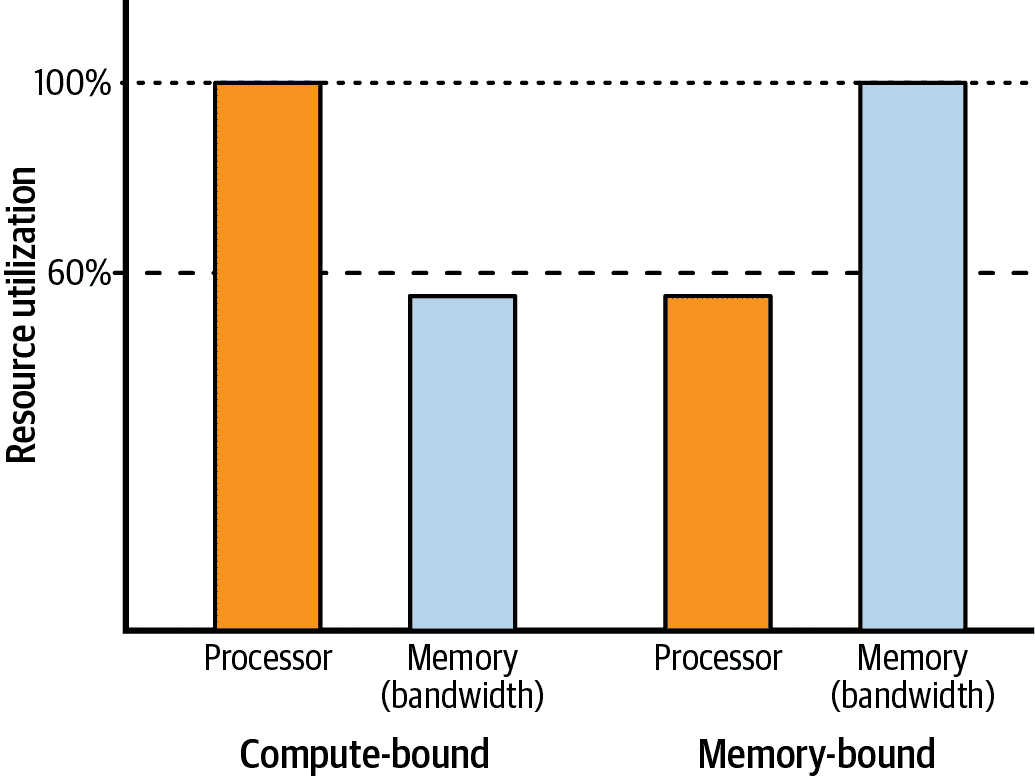 100%
60%
Resource utilization
Processor
Memory
(bandwidth)
Processor
Memory
(bandwidth)
Compute-bound
Memory-bound